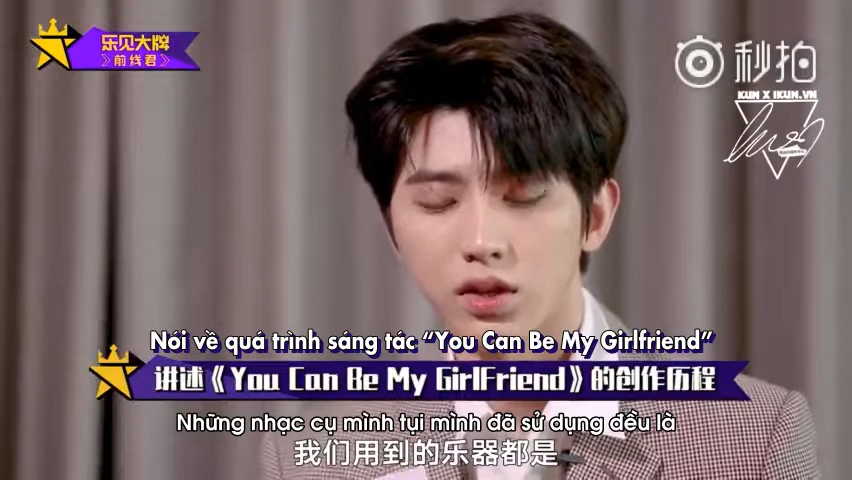 乐见大牌
》前线君》
秒拍
KUN X IKUN.VN
Nói về quá trình sáng tác “You Can Be My Girlfriend”
讲述《You Can Be My GirlFriend》的创作历程
Những nhạc cụ mình tụi mình đã sử dụng đều là
我们用到的乐器都是